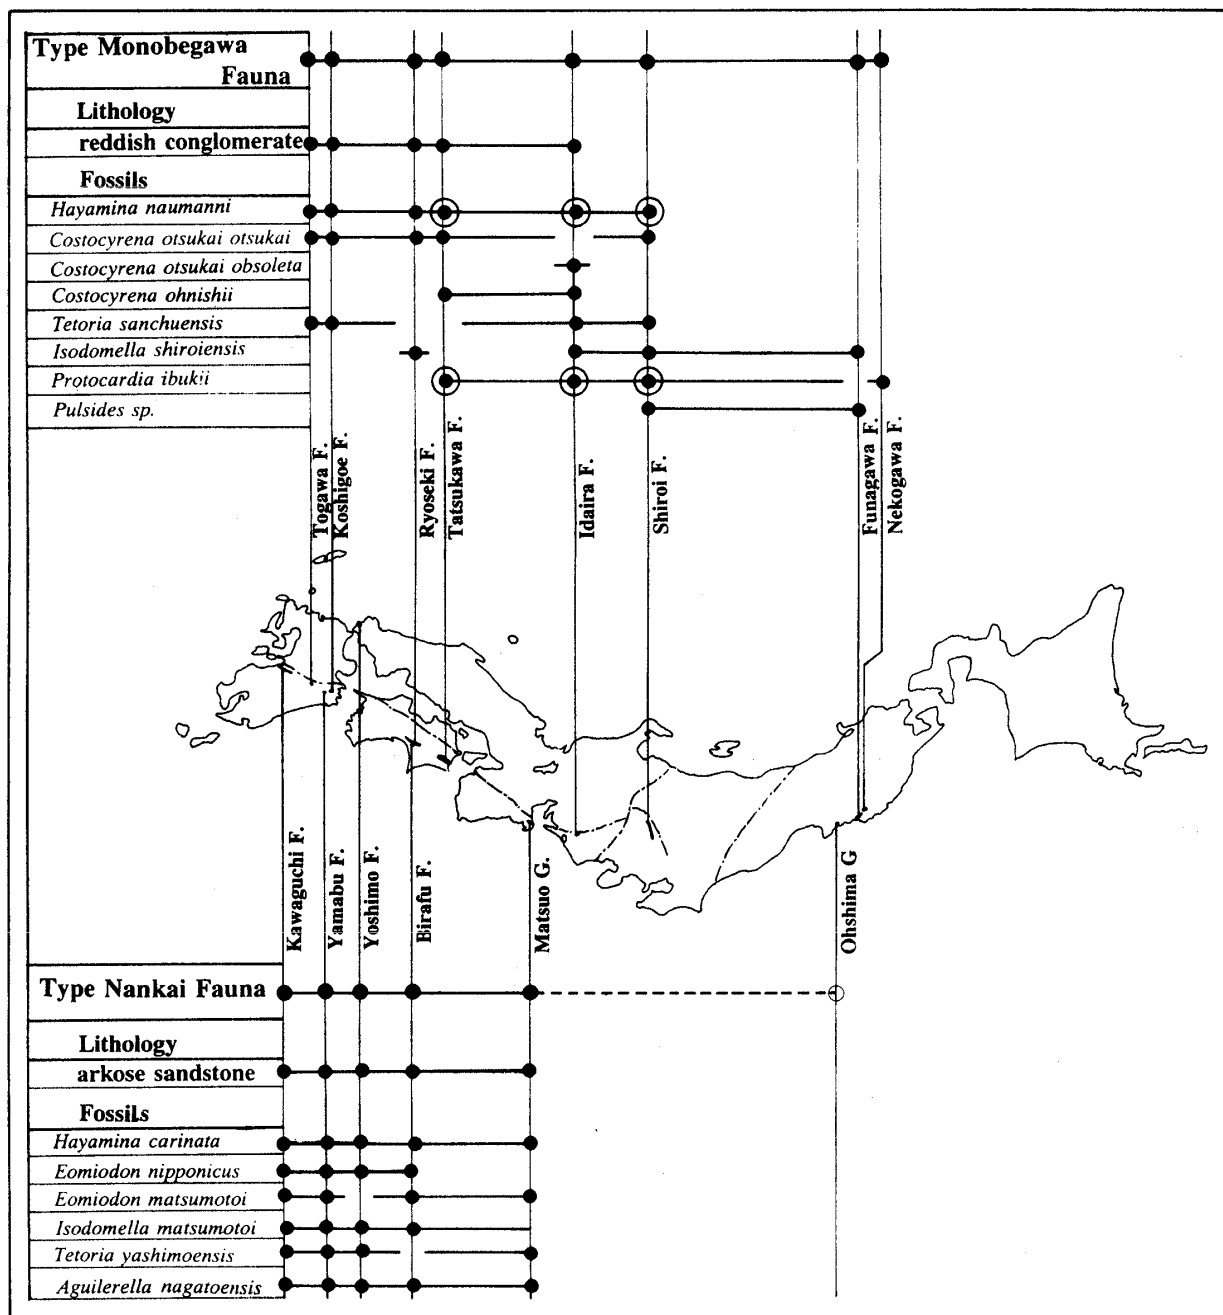 Type Monobegawa
Fauna
Lithology
reddish conglomerate
Fossils
Hayamina naumanni
Costocyrena otsukai otsukai
Costocyrena otsukai obsoleta
Costocyrena ohnishii
Tetoria sanchuensis
Isodomella shiroiensis
Protocardia ibukii
Pulsides sp.
Togawa F.
Koshigoe F.
Ryoseki F.
Tatsukawa F.
Idaira F.
Shiroi F.
Funagawa F.
Nekogawa F.
Kawaguchi F.
Yamabu F.
Yoshimo F.
Birafu F.
Matsuo G.
Ohshima G
Type Nankai Fauna
Lithology
arkose sandstone
Fossils
Hayamina carinata
Eomiodon nipponicus
Eomiodon matsumotoi
Isodomella matsumotoi
Tetoria yashimoensis
Aguilerella nagatoensis